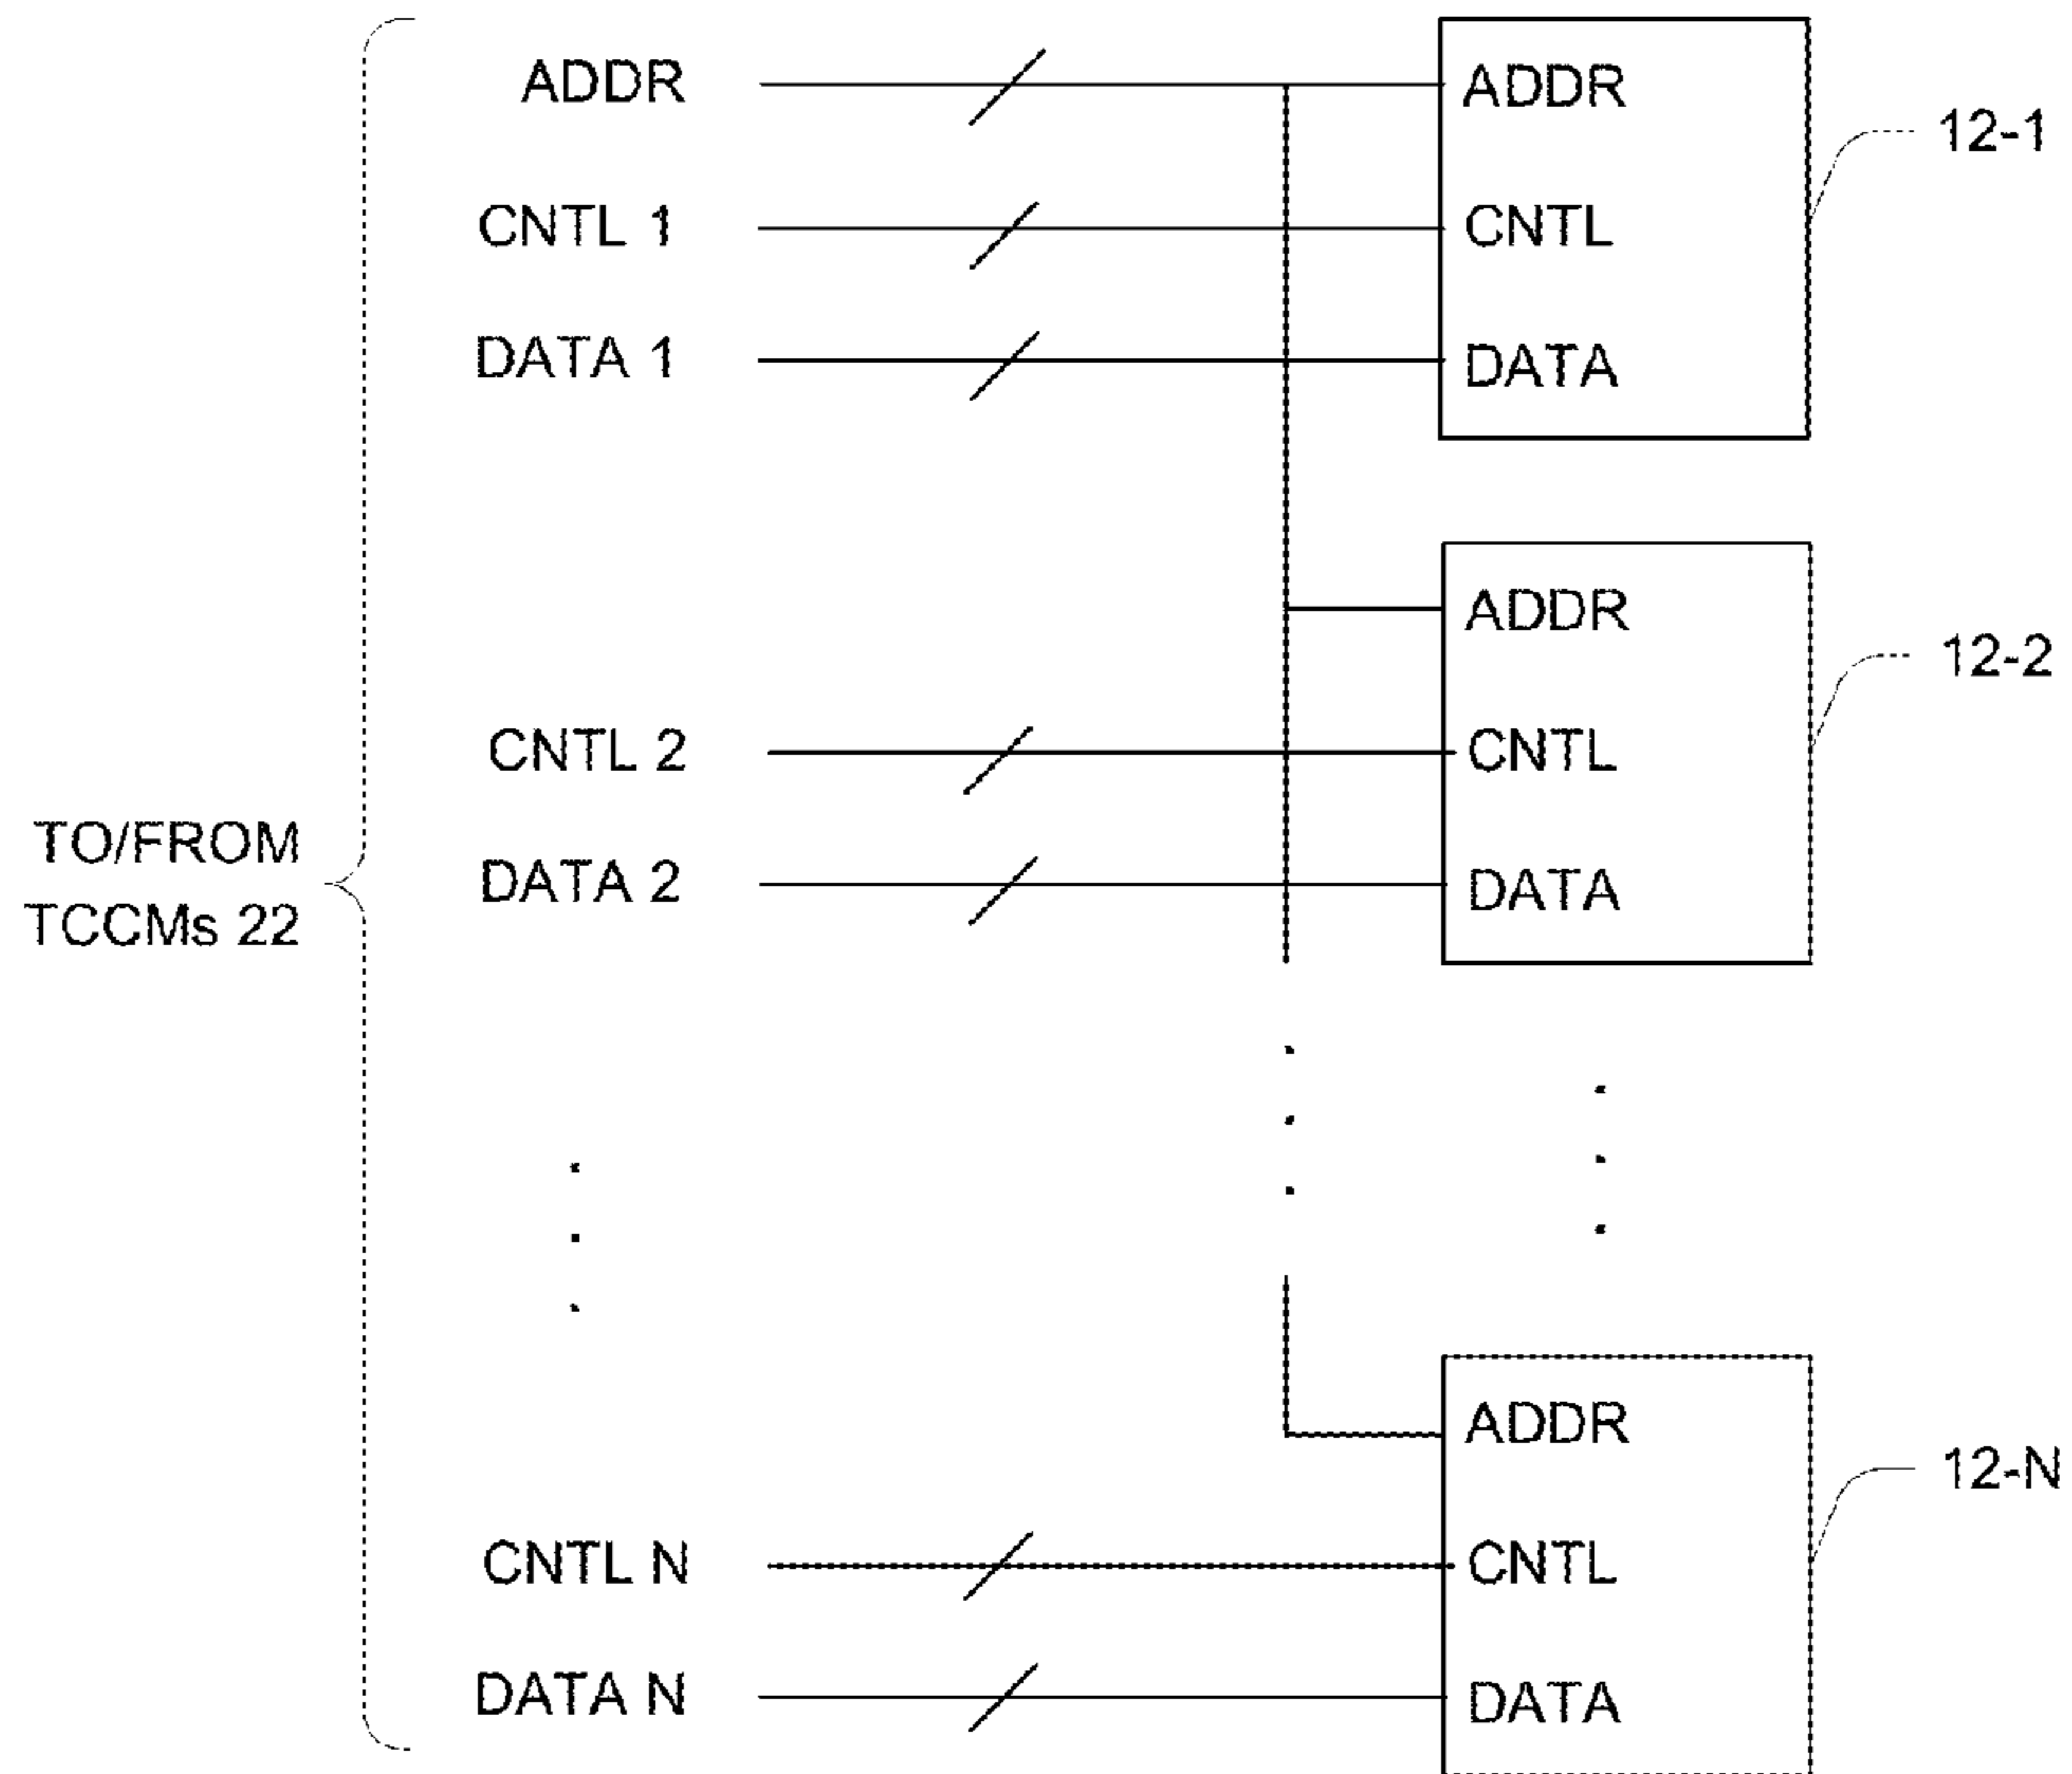 ADDR
ADDR
12-1
CNTL 1
CNTL
DATA 1
DATA
ADDR
12-2
CNTL 2
CNTL
TO/FROM
TCCMs 22
DATA 2
DATA
ADDR
12-N
CNTL N
CNTL
DATA N
DATA